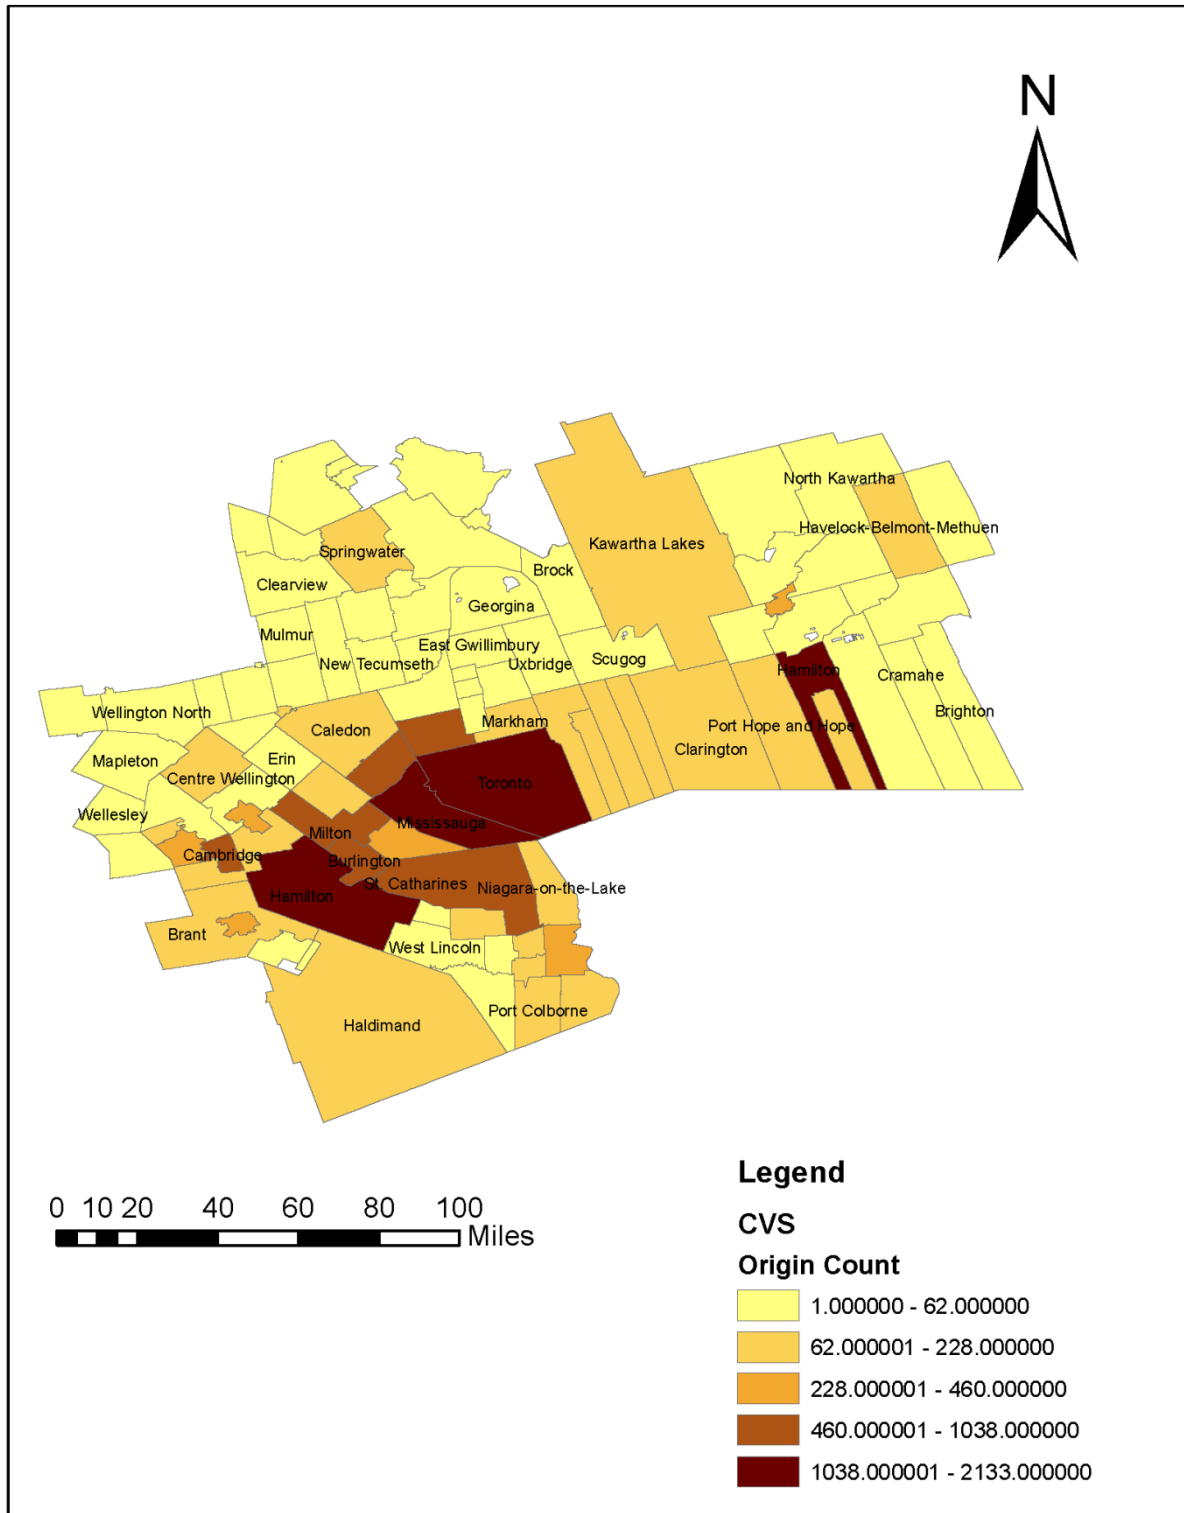 N
North Kawartha
Havelock-Belmont-Methuen
Kawartha Lakes
Springwater
Brock
Clearview
Georgina
Mulmur
East Gwillimbury
New Tecumseth
Uxbridge
Scugog
Hamilton
Cramahe
Wellington North
Markham
Port Hope and Hope
Brighton
Caledon
Clarington
Mapleton
Erin
Centre Wellington
Toronto
Wellesley
Mississauga
Milton
Cambridge
Burlington
St. Catharines
Niagara-on-the-Lake
Hamilton
Brant
West Lincoln
Port Colborne
Haldimand
0 10 20 40 60 80 100
Miles
Legend
CVS
Origin Count
1.000000 - 62.000000
62.000001 - 228.000000
228.000001 - 460.000000
460.000001 - 1038.000000
1038.000001 - 2133.000000